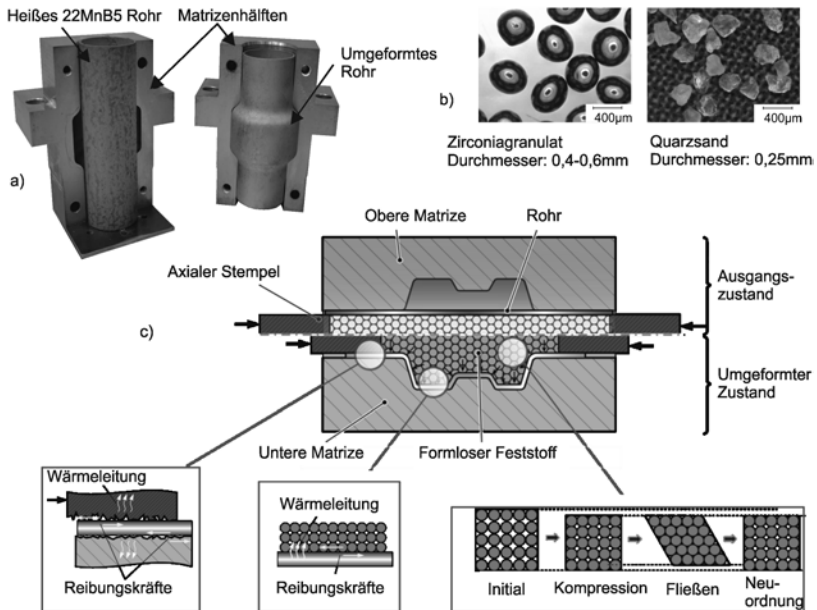 a)
Heißes 22MnB5 Rohr
Matrizenhälften
Umgeformtes
Rohr
b)
400µm
400µm
Zirconiagranulat
Durchmesser: 0,4-0,6mm
Quarzsand
Durchmesser: 0,25mm
c)
Obere Matrize
Rohr
Axialer Stempel
Ausgangs-
zustand
Umgeformter
Zustand
Untere Matrize
Formloser Feststoff
Wärmeleitung
Reibungskräfte
Wärmeleitung
Reibungskräfte
Initial
Kompression
Fließen
Neu-
ordnung